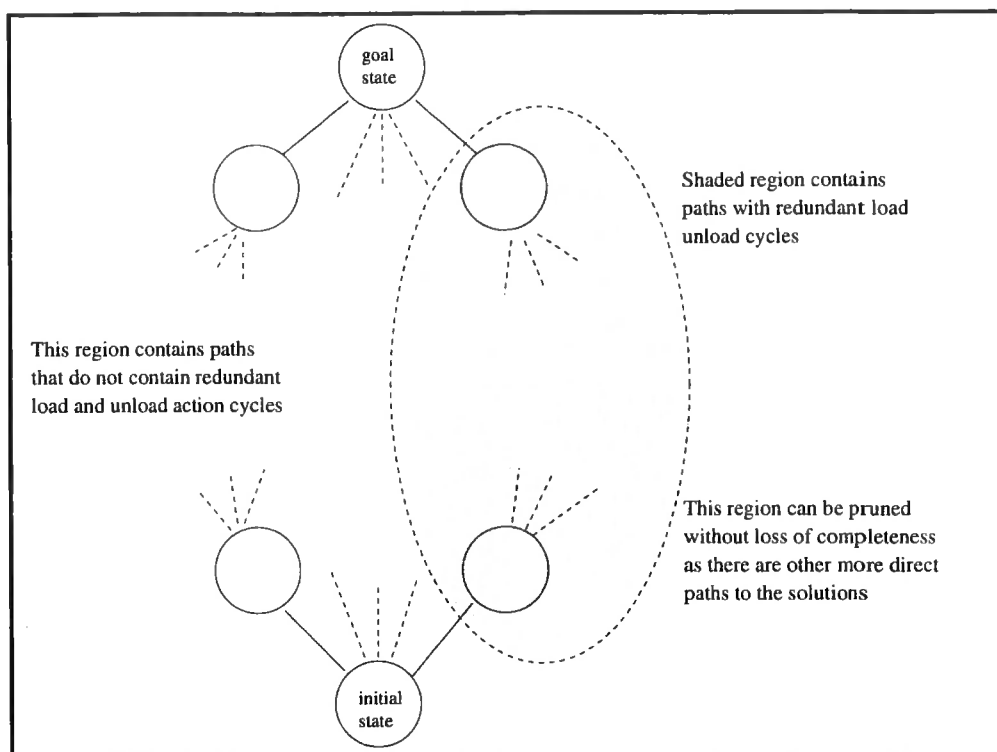 goal
state
Shaded region contains
paths with redundant load
unload cycles
This region contains paths
that do not contain redundant
load and unload action cycles
This region can be pruned
without loss of completeness
as there are other more direct
paths to the solutions
initial
state